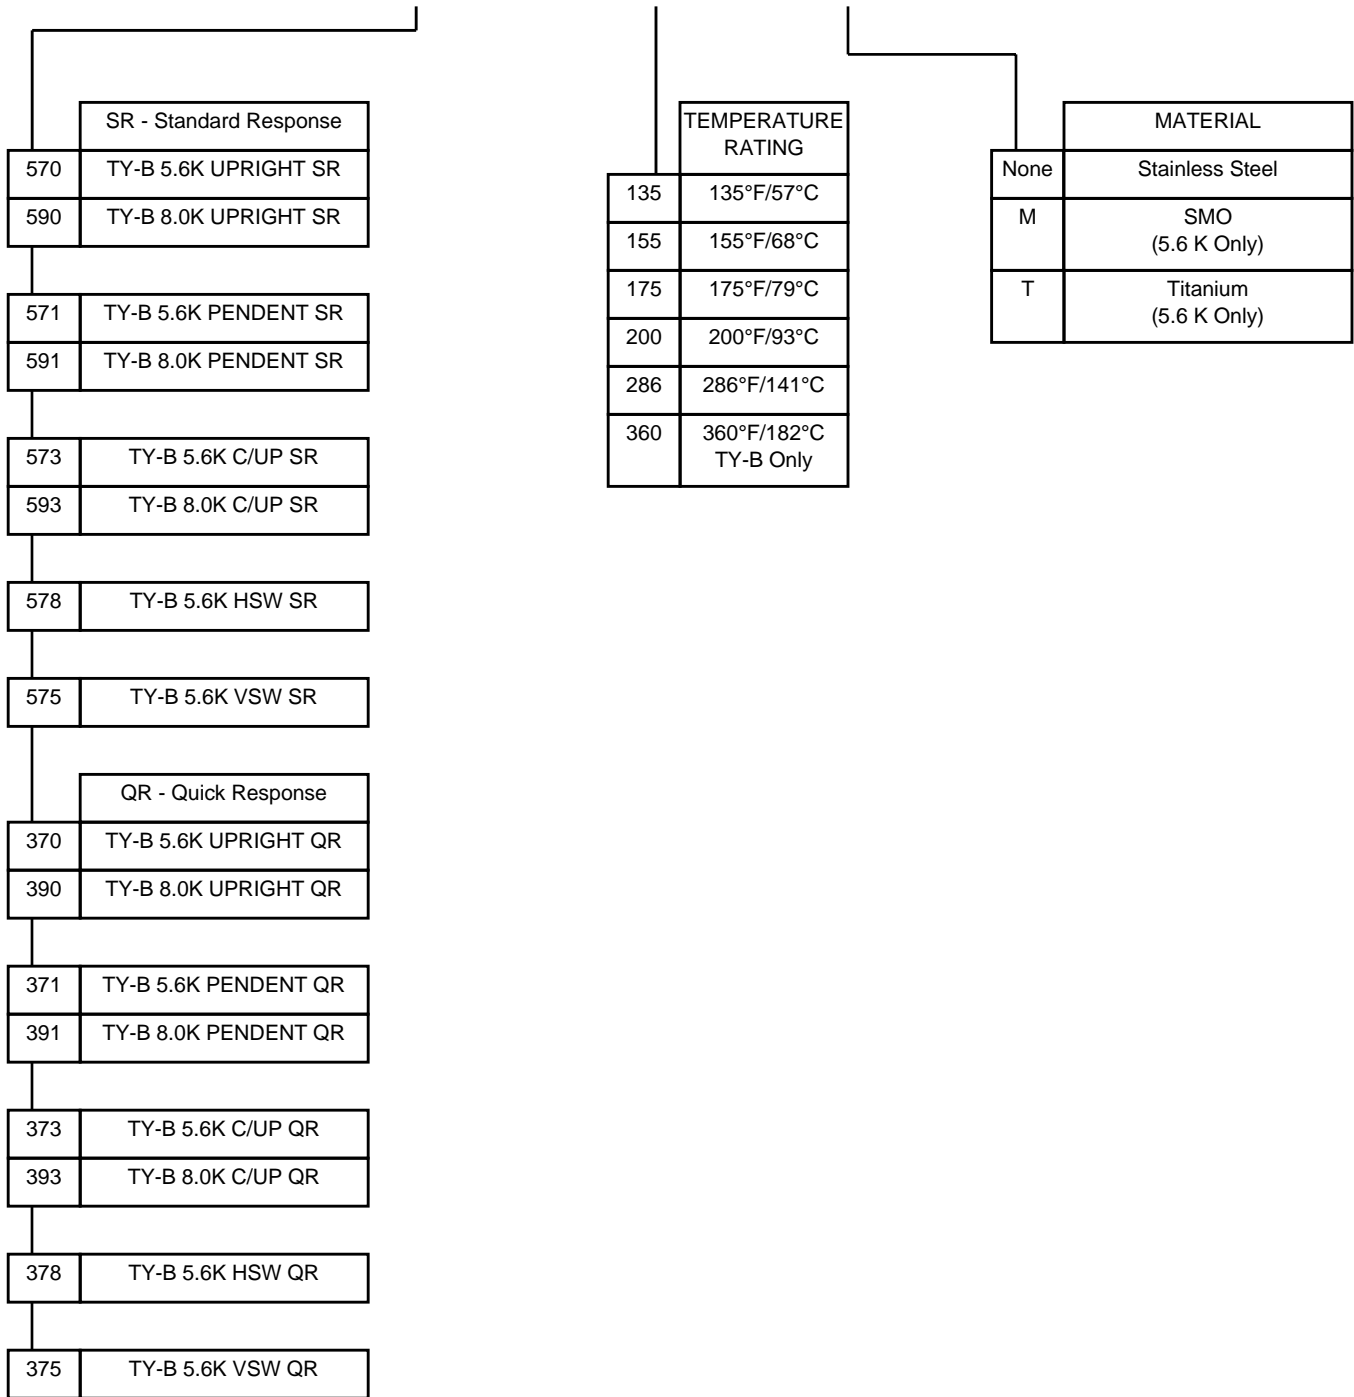 SR - Standard Response
570 TY-B 5.6K UPRIGHT SR
590 TY-B 8.0K UPRIGHT SR
571 TY-B 5.6K PENDENT SR
591 TY-B 8.0K PENDENT SR
573 TY-B 5.6K C/UP SR
593 TY-B 8.0K C/UP SR
578 TY-B 5.6K HSW SR
575 TY-B 5.6K VSW SR
QR - Quick Response
370 TY-B 5.6K UPRIGHT QR
390 TY-B 8.0K UPRIGHT QR
371 TY-B 5.6K PENDENT QR
391 TY-B 8.0K PENDENT QR
373 TY-B 5.6K C/UP QR
393 TY-B 8.0K C/UP QR
378 TY-B 5.6K HSW QR
375 TY-B 5.6K VSW QR
TEMPERATURE
RATING
135 135°F/57°C
155 155°F/68°C
175 175°F/79°C
200 200°F/93°C
286 286°F/141°C
360 360°F/182°C
TY-B Only
MATERIAL
None Stainless Steel
M SMO
(5.6 K Only)
T Titanium
(5.6 K Only)